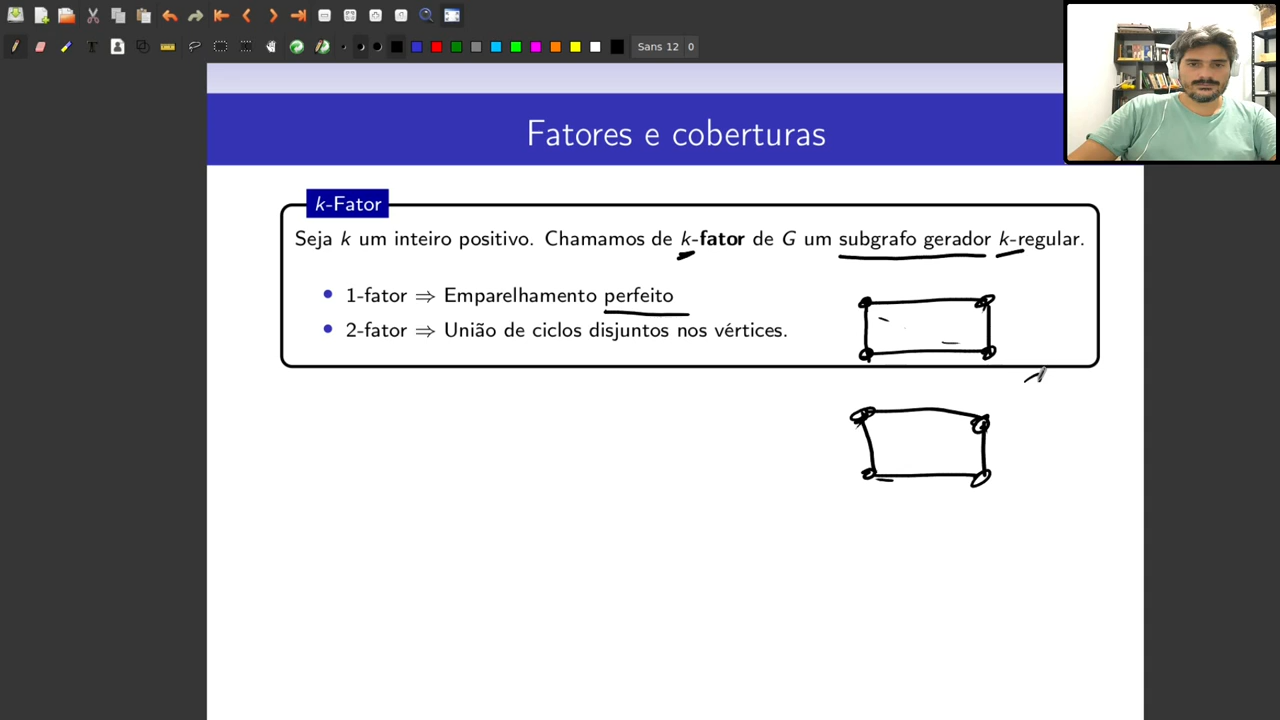 Sans 12 0
Fatores e coberturas
k-Fator
Seja k um inteiro positivo. Chamamos de k-fator de G um subgrafo gerador k-regular.
• 1-fator ⇒ Emparelhamento perfeito
• 2-fator ⇒ União de ciclos disjuntos nos vértices.